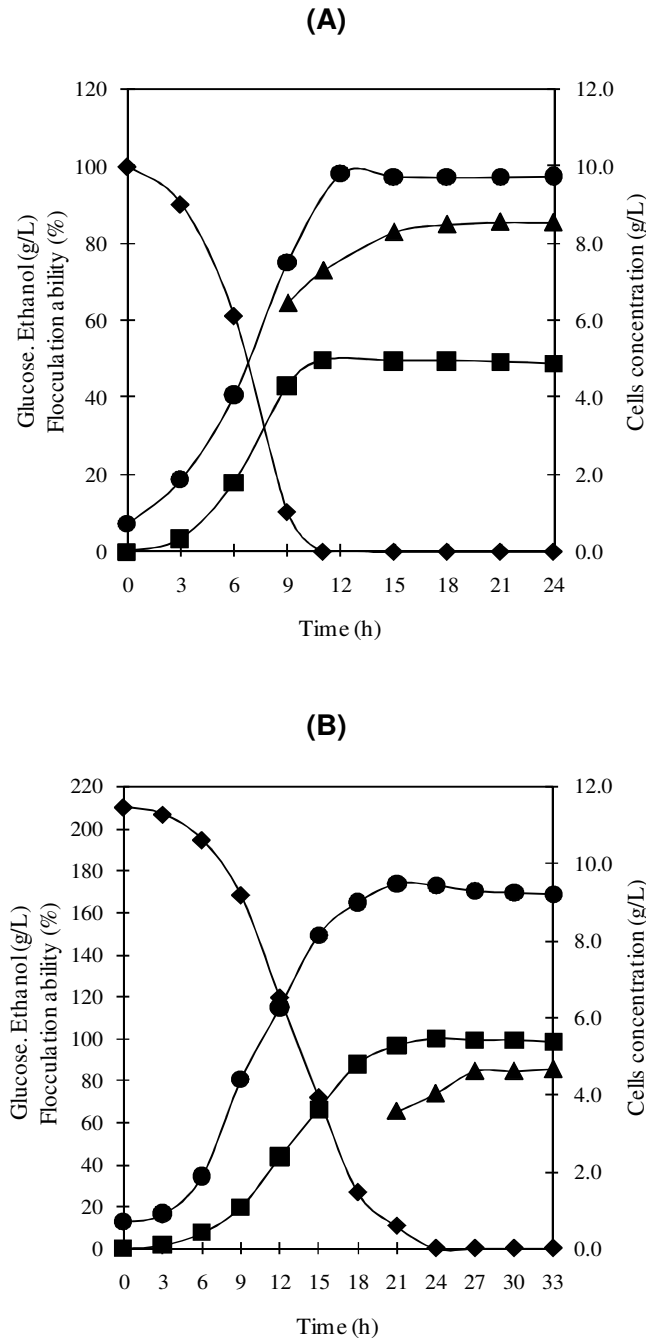 (A)
120
100
80
60
40
20
0
Glucose. Ethanol (g/L)
Flocculation ability (%)
12.0
10.0
8.0
6.0
4.0
2.0
0.0
Cells concentration (g/L)
0 3 6 9 12 15 18 21 24
Time (h)
(B)
220
200
180
160
140
120
100
80
60
40
20
0
Glucose. Ethanol (g/L)
Flocculation ability (%)
12.0
10.0
8.0
6.0
4.0
2.0
0.0
Cells concentration (g/L)
0 3 6 9 12 15 18 21 24 27 30 33
Time (h)